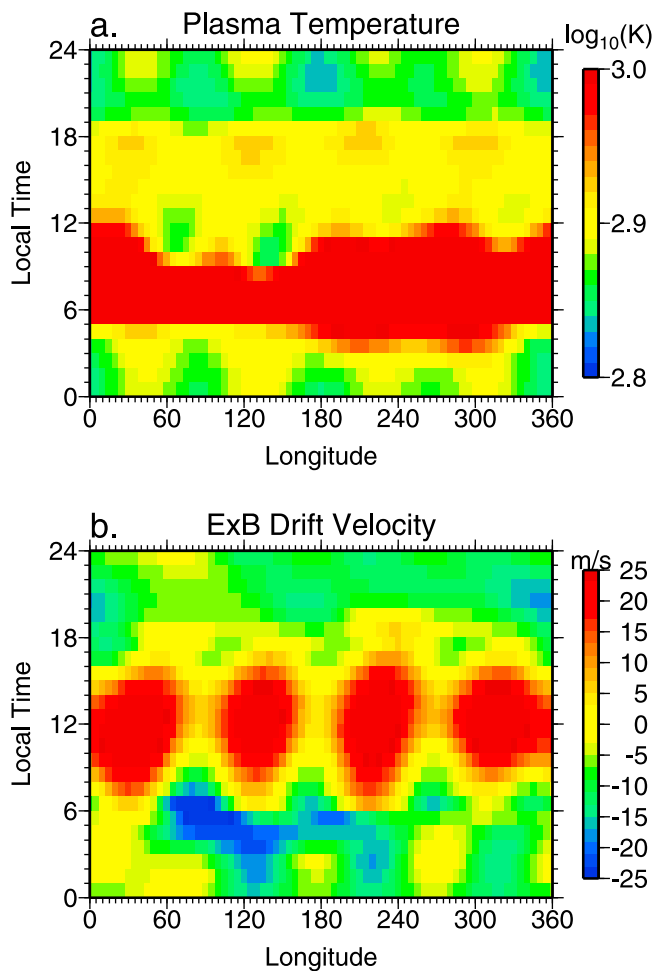 a. Plasma Temperature
log10(K)
24
18
12
6
0
Local Time
0 60 120 180 240 300 360
Longitude
3.0
2.9
2.8
b. ExB Drift Velocity
m/s
24
18
12
6
0
Local Time
0 60 120 180 240 300 360
Longitude
25
20
15
10
5
0
-5
-10
-15
-20
-25